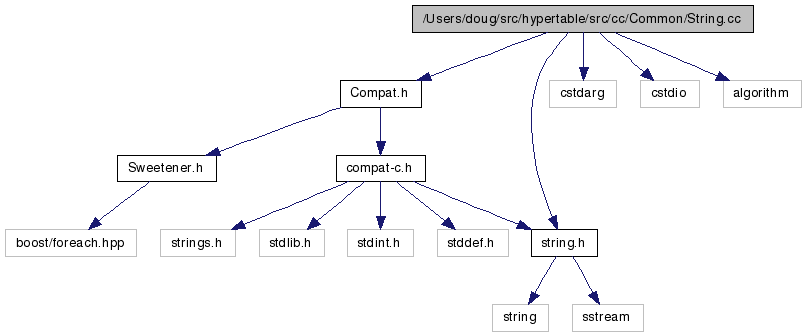 /Users/doug/src/hypertable/src/cc/Common/String.cc
Compat.h
cstdarg
cstdio
algorithm
Sweetener.h
compat-c.h
boost/foreach.hpp
strings.h
stdlib.h
stdint.h
stddef.h
string.h
string
sstream